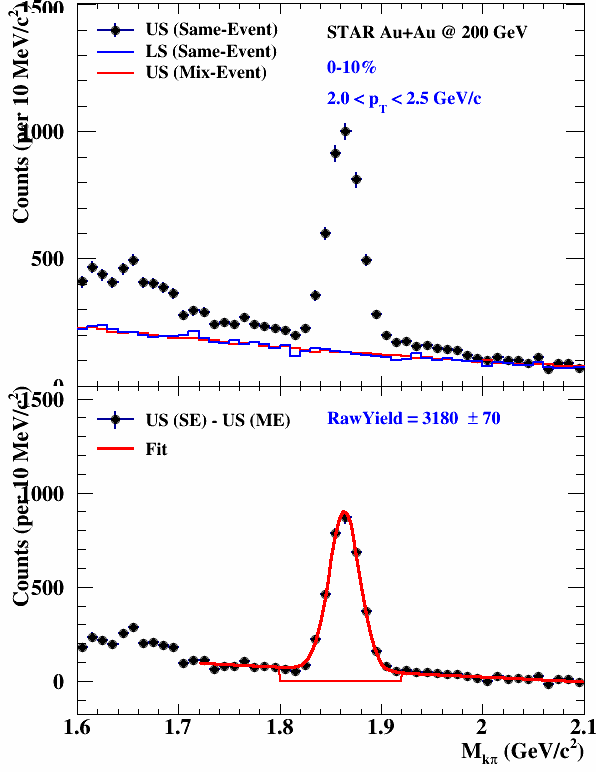 1500
US (Same-Event)
LS (Same-Event)
US (Mix-Event)
STAR Au+Au @ 200 GeV
0-10%
2.0 < pT < 2.5 GeV/c
Counts (per 10 MeV/c²)
1000
500
0
1500
US (SE) - US (ME)
Fit
RawYield = 3180 ± 70
Counts (per 10 MeV/c²)
1000
500
0
1.6 1.7 1.8 1.9 2 2.1
Mkπ (GeV/c²)